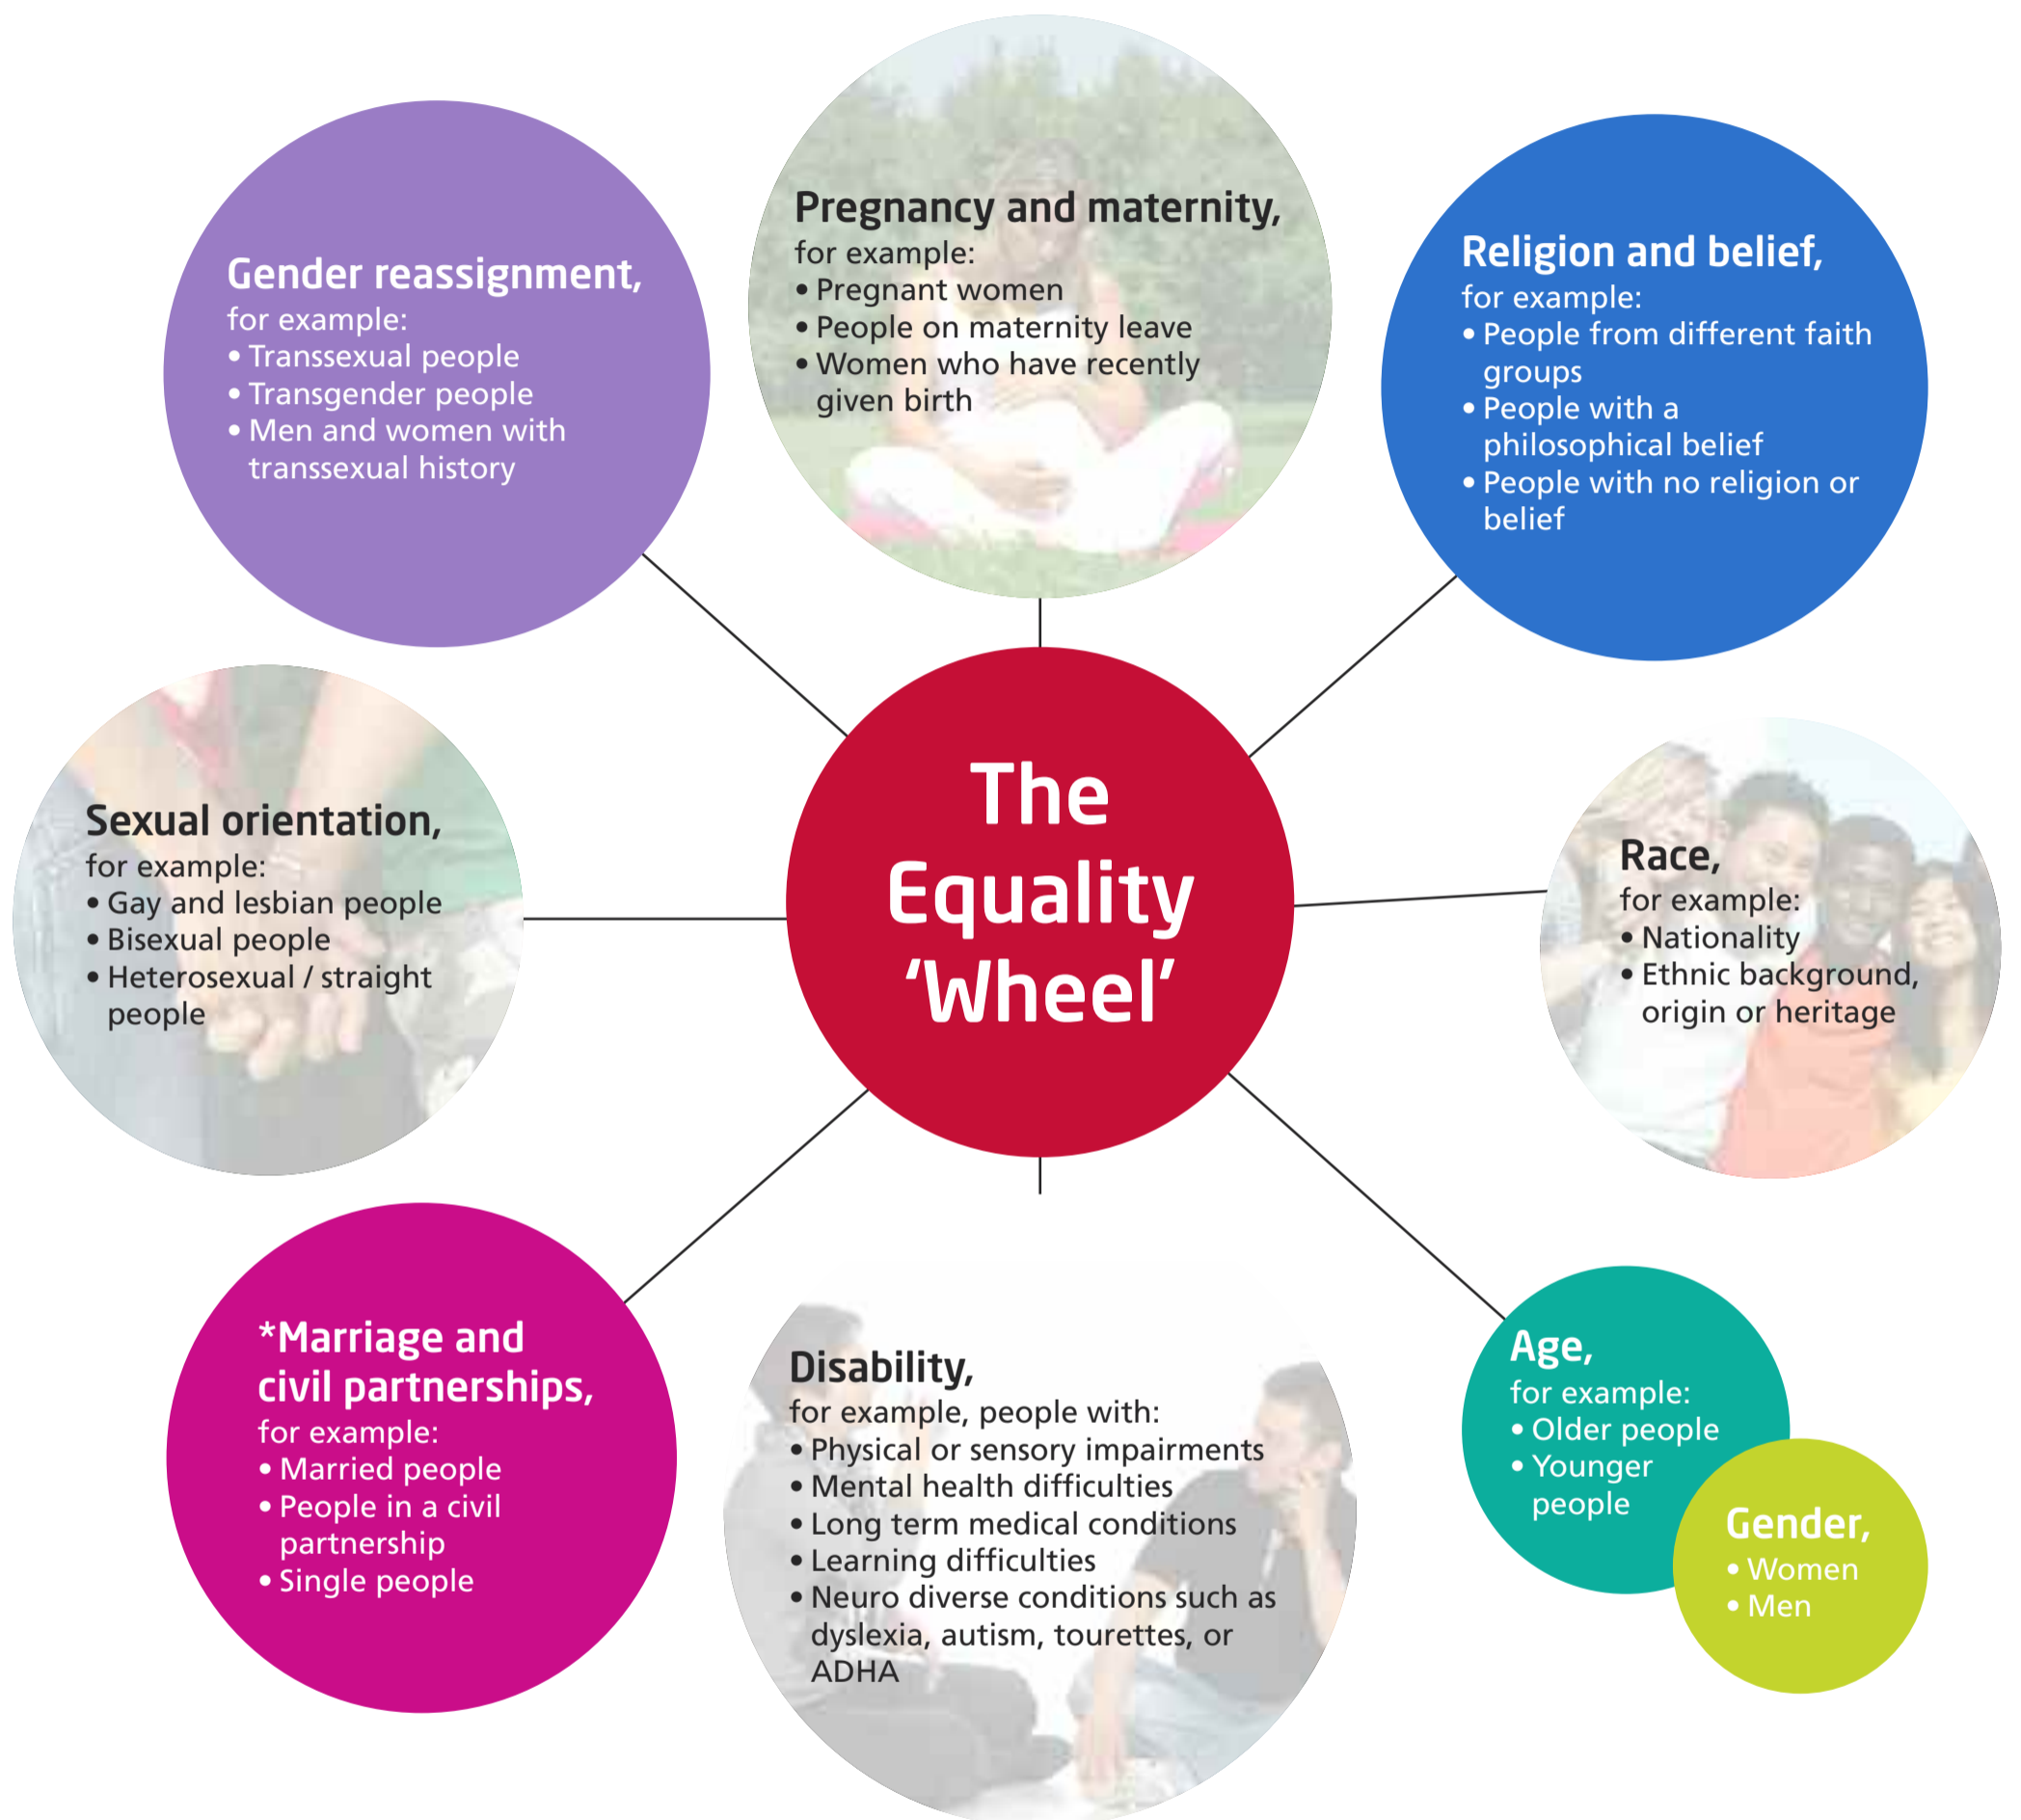 Pregnancy and maternity,
for example:
• Pregnant women
• People on maternity leave
• Women who have recently
given birth
Gender reassignment,
for example:
• Transsexual people
• Transgender people
• Men and women with
transsexual history
Religion and belief,
for example:
• People from different faith
groups
• People with a
philosophical belief
• People with no religion or
belief
The
Equality
‘Wheel’
Sexual orientation,
for example:
• Gay and lesbian people
• Bisexual people
• Heterosexual / straight
people
Race,
for example:
• Nationality
• Ethnic background,
origin or heritage
*Marriage and
civil partnerships,
for example:
• Married people
• People in a civil
partnership
• Single people
Disability,
for example, people with:
• Physical or sensory impairments
• Mental health difficulties
• Long term medical conditions
• Learning difficulties
• Neuro diverse conditions such as
dyslexia, autism, tourettes, or
ADHA
Age,
for example:
• Older people
• Younger
people
Gender,
• Women
• Men